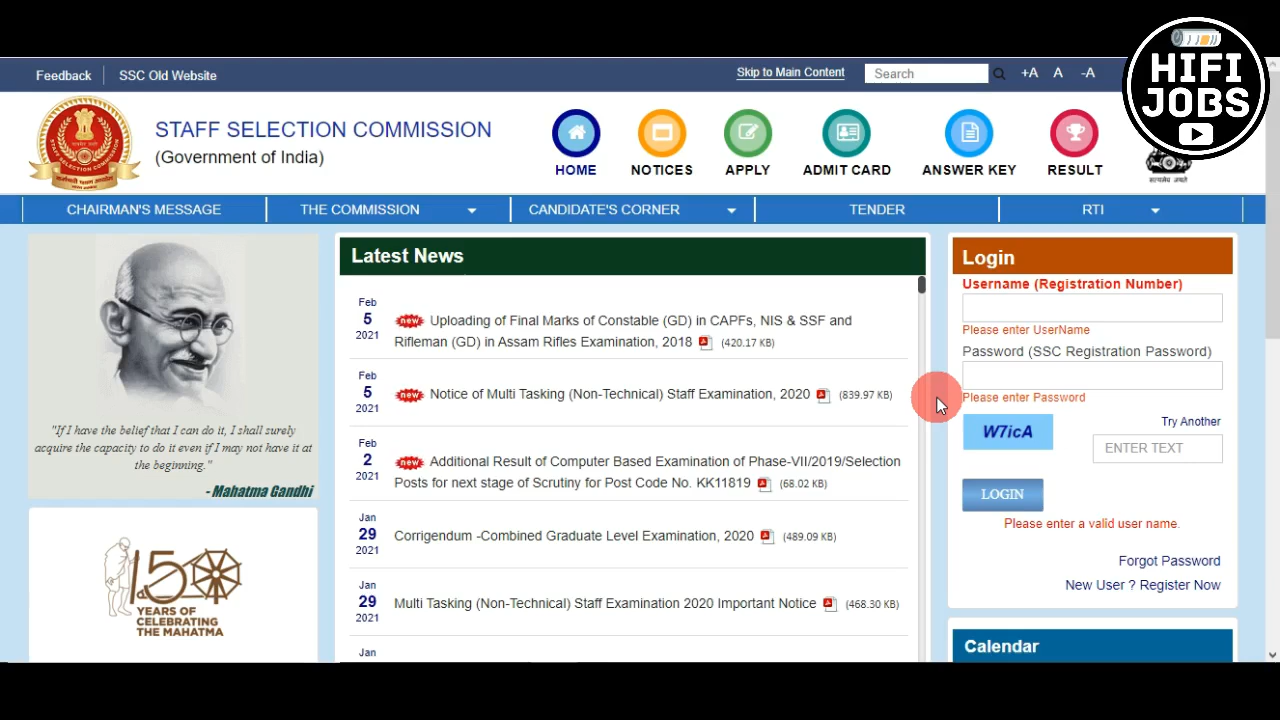 HIFI
JOBS
Feedback
SSC Old Website
Skip to Main Content
Search
+A
A
-A
STAFF SELECTION COMMISSION
(Government of India)
HOME
NOTICES
APPLY
ADMIT CARD
ANSWER KEY
RESULT
सत्यमेव जयते
CHAIRMAN'S MESSAGE
THE COMMISSION
CANDIDATE'S CORNER
TENDER
RTI
"If I have the belief that I can do it, I shall surely
acquire the capacity to do it even if I may not have it at
the beginning."
- Mahatma Gandhi
150
YEARS OF
CELEBRATING
THE MAHATMA
Latest News
Feb
5
2021
new Uploading of Final Marks of Constable (GD) in CAPFs, NIS & SSF and
Rifleman (GD) in Assam Rifles Examination, 2018 (420.17 KB)
Feb
5
2021
new Notice of Multi Tasking (Non-Technical) Staff Examination, 2020 (839.97 KB)
Feb
2
2021
new Additional Result of Computer Based Examination of Phase-VII/2019/Selection
Posts for next stage of Scrutiny for Post Code No. KK11819 (68.02 KB)
Jan
29
2021
Corrigendum -Combined Graduate Level Examination, 2020 (489.09 KB)
Jan
29
2021
Multi Tasking (Non-Technical) Staff Examination 2020 Important Notice (468.30 KB)
Jan
Login
Username (Registration Number)
Please enter UserName
Password (SSC Registration Password)
Please enter Password
W7icA
Try Another
ENTER TEXT
LOGIN
Please enter a valid user name.
Forgot Password
New User ? Register Now
Calendar